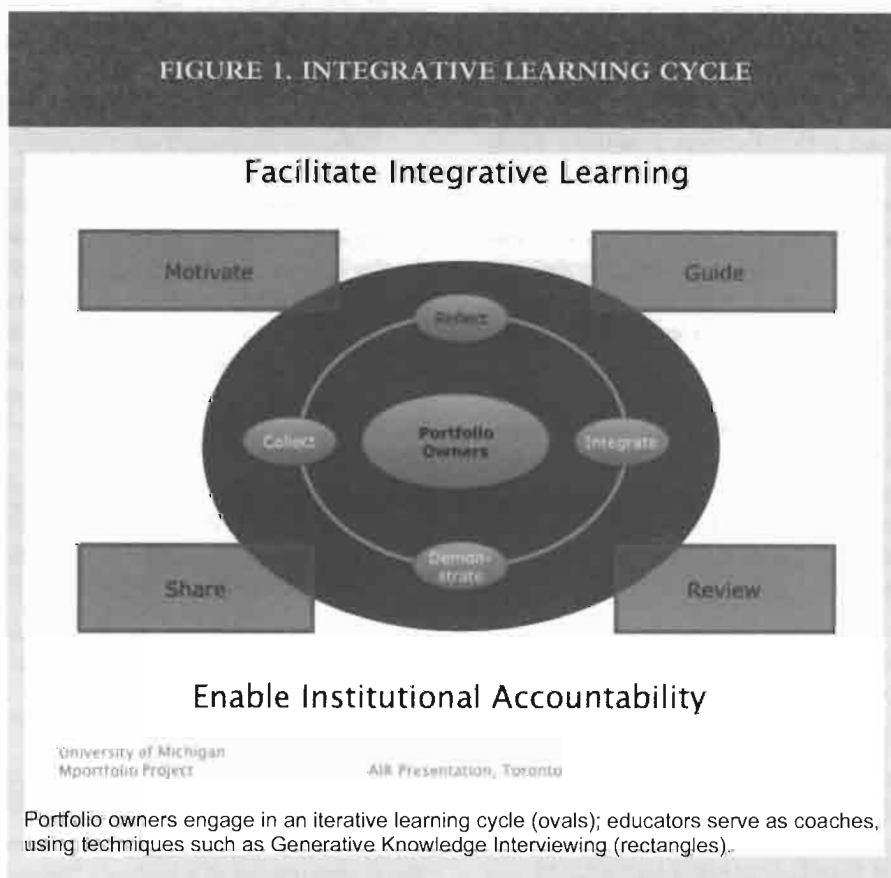 FIGURE 1. INTEGRATIVE LEARNING CYCLE
Facilitate Integrative Learning
Motivate
Guide
Reflect
Collect
Portfolio
Owners
Integrate
Demon-
strate
Share
Review
Enable Institutional Accountability
University of Michigan
Mportfolio Project
AIR Presentation, Toronto
Portfolio owners engage in an iterative learning cycle (ovals); educators serve as coaches,
using techniques such as Generative Knowledge Interviewing (rectangles).